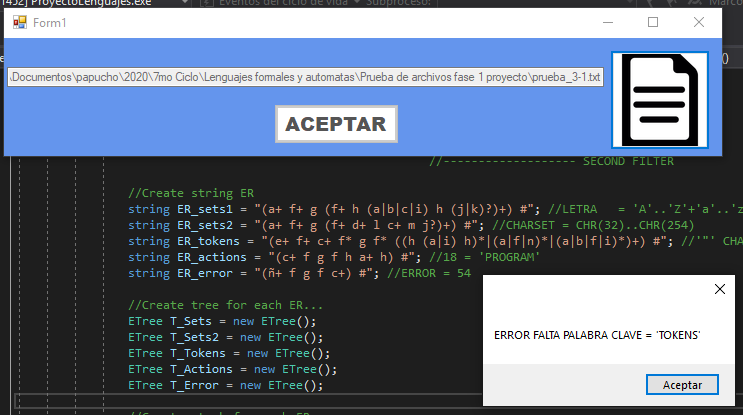 1432] ProyectoLenguajes.exe Eventos del ciclo de vida Subproceso: Marco
Form1
\Documentos\papucho\2020\7mo Ciclo\Lenguajes formales y automatas\Prueba de archivos fase 1 proyecto\prueba_3-1.txt
ACEPTAR
//------------------- SECOND FILTER
//Create string ER
string ER_sets1 = "(a+ f+ g (f+ h (a|b|c|i) h (j|k)?)+) #"; //LETRA = 'A'..'Z'+'a'..'z
string ER_sets2 = "(a+ f+ g (f+ d+ l c+ m j?)+) #"; //CHARSET = CHR(32)..CHR(254)
string ER_tokens = "(e+ f+ c+ f* g f* ((h (a|i) h)*|(a|f|n)*|(a|b|f|i)*)+) #"; //'"' CHA
string ER_actions = "(c+ f g f h a+ h) #"; //18 = 'PROGRAM'
string ER_error = "(ñ+ f g f c+) #"; //ERROR = 54
//Create tree for each ER...
ETree T_Sets = new ETree();
ETree T_Sets2 = new ETree();
ETree T_Tokens = new ETree();
ETree T_Actions = new ETree();
ETree T_Error = new ETree();
ERROR FALTA PALABRA CLAVE = 'TOKENS'
Aceptar